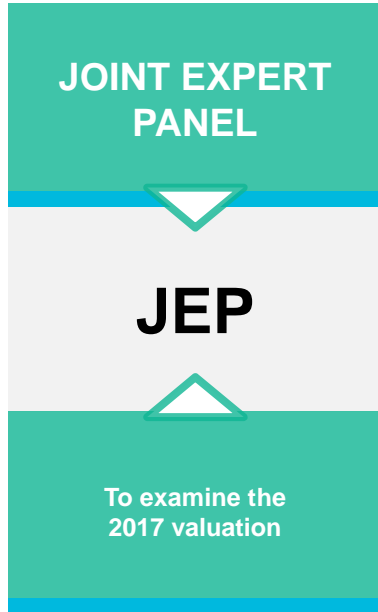 JOINT EXPERT
PANEL
JEP
To examine the
2017 valuation